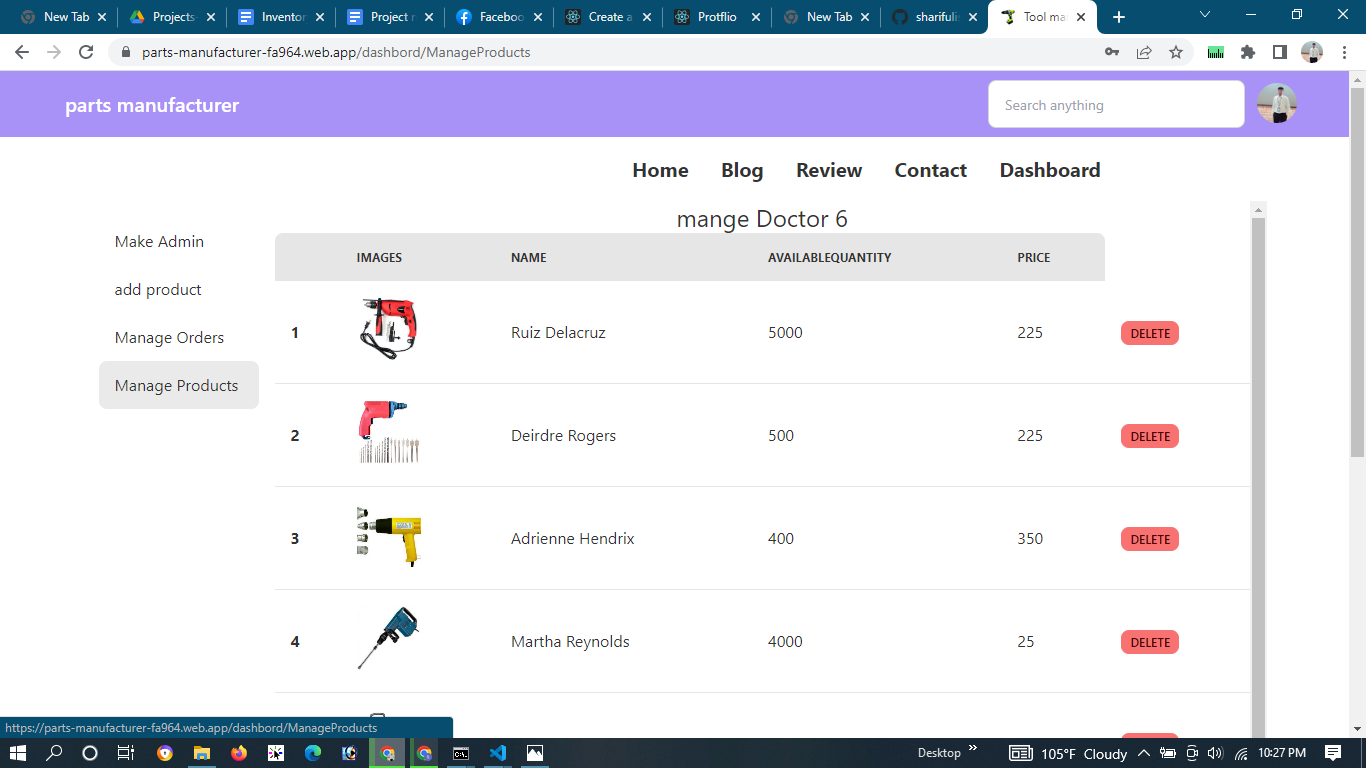 New Tab
Projects-
Inventor
Project r
Faceboo
Create a
Protflio
New Tab
shariful
Tool ma
parts-manufacturer-fa964.web.app/dashbord/ManageProducts
parts manufacturer
Search anything
Home Blog Review Contact Dashboard
mange Doctor 6
Make Admin
add product
Manage Orders
Manage Products
IMAGES NAME AVAILABLEQUANTITY PRICE
1 Ruiz Delacruz 5000 225 DELETE
2 Deirdre Rogers 500 225 DELETE
3 Adrienne Hendrix 400 350 DELETE
4 Martha Reynolds 4000 25 DELETE
https://parts-manufacturer-fa964.web.app/dashbord/ManageProducts
Desktop 105°F Cloudy 10:27 PM